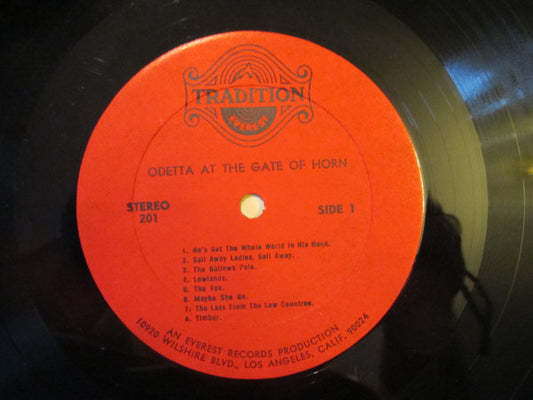 TRADITION
EVEREST
ODETTA AT THE GATE OF HORN
STEREO
201
SIDE 1
1. He's Got The Whole World In His Hand.
2. Sail Away Ladies, Sail Away.
3. The Gallows Pole.
4. Lowlands.
5. The Fox.
6. Maybe She Go.
7. The Lass From The Low Countree.
8. Timber.
AN EVEREST RECORDS PRODUCTION
10920 WILSHIRE BLVD., LOS ANGELES, CALIF. 90024